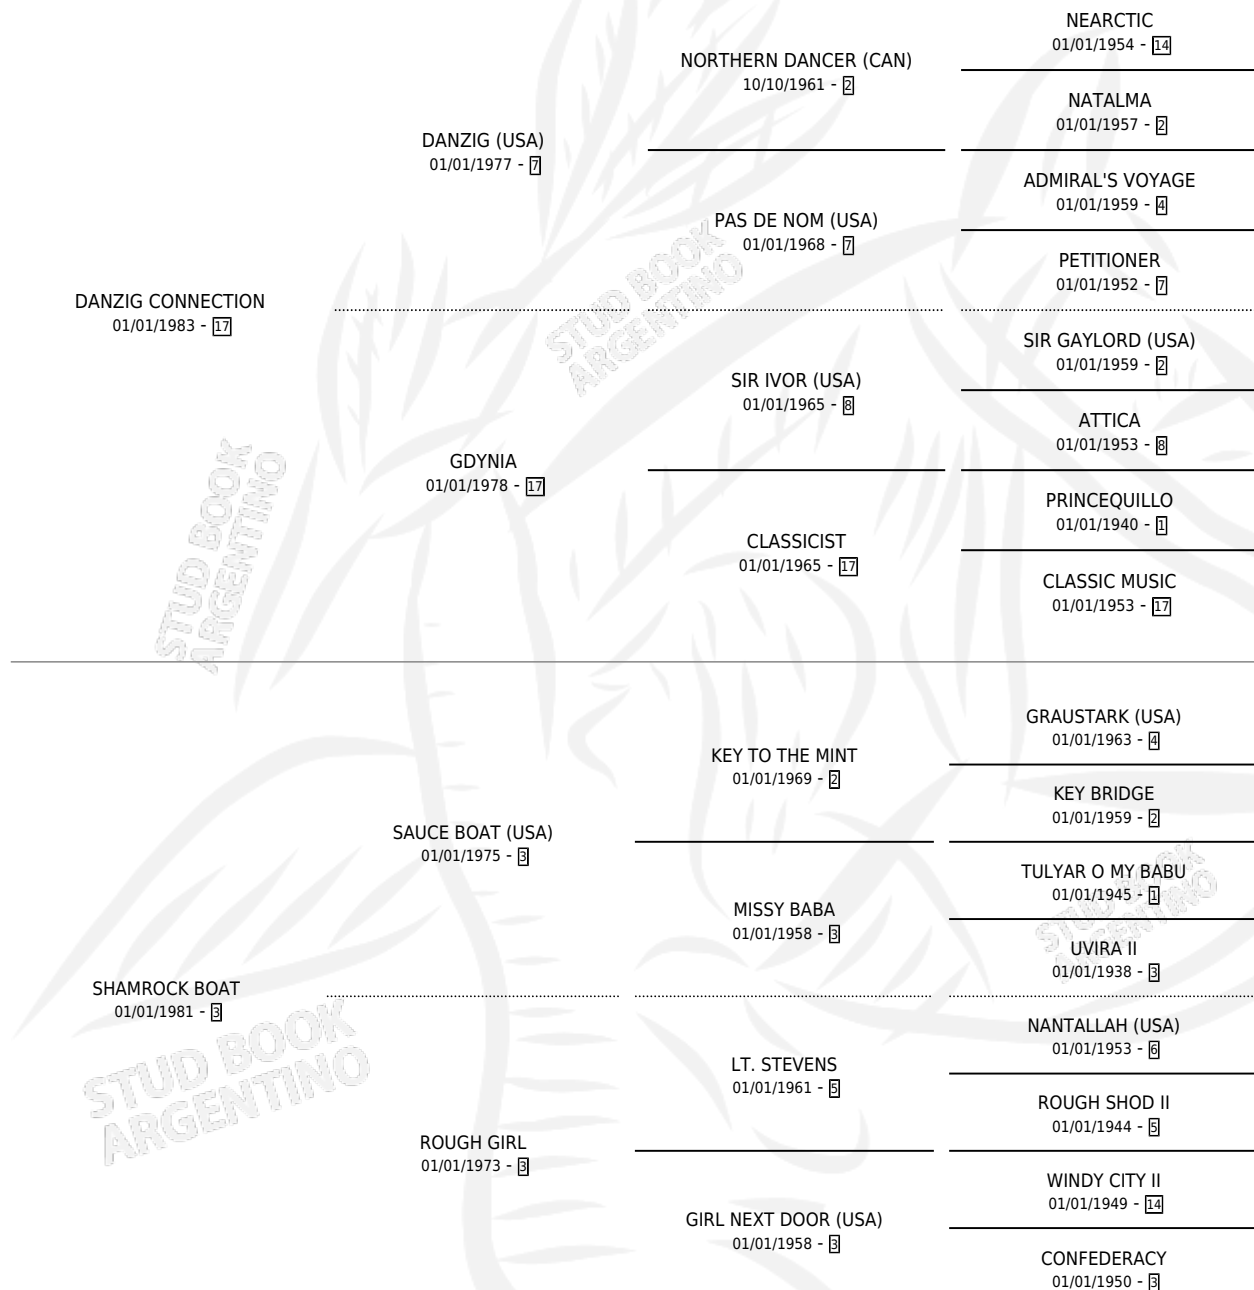 NEARCTIC
01/01/1954 - 14
NORTHERN DANCER (CAN)
10/10/1961 - 2
NATALMA
01/01/1957 - 2
DANZIG (USA)
01/01/1977 - 7
ADMIRAL'S VOYAGE
01/01/1959 - 4
PAS DE NOM (USA)
01/01/1968 - 7
PETITIONER
01/01/1952 - 7
DANZIG CONNECTION
01/01/1983 - 17
STUD BOOK
ARGENTINO
SIR GAYLORD (USA)
01/01/1959 - 2
SIR IVOR (USA)
01/01/1965 - 8
ATTICA
01/01/1953 - 8
GDYNIA
01/01/1978 - 17
PRINCEQUILLO
01/01/1940 - 1
CLASSICIST
01/01/1965 - 17
CLASSIC MUSIC
01/01/1953 - 17
STUD BOOK
ARGENTINO
GRAUSTARK (USA)
01/01/1963 - 4
KEY TO THE MINT
01/01/1969 - 2
KEY BRIDGE
01/01/1959 - 2
SAUCE BOAT (USA)
01/01/1975 - 3
TULYAR O MY BABU
01/01/1945 - 1
MISSY BABA
01/01/1958 - 3
UVIRA II
01/01/1938 - 3
STUD BOOK
ARGENTINO
SHAMROCK BOAT
01/01/1981 - 3
NANTALLAH (USA)
01/01/1953 - 6
LT. STEVENS
01/01/1961 - 5
ROUGH SHOD II
01/01/1944 - 5
STUD BOOK
ARGENTINO
ROUGH GIRL
01/01/1973 - 3
WINDY CITY II
01/01/1949 - 14
GIRL NEXT DOOR (USA)
01/01/1958 - 3
CONFEDERACY
01/01/1950 - 3